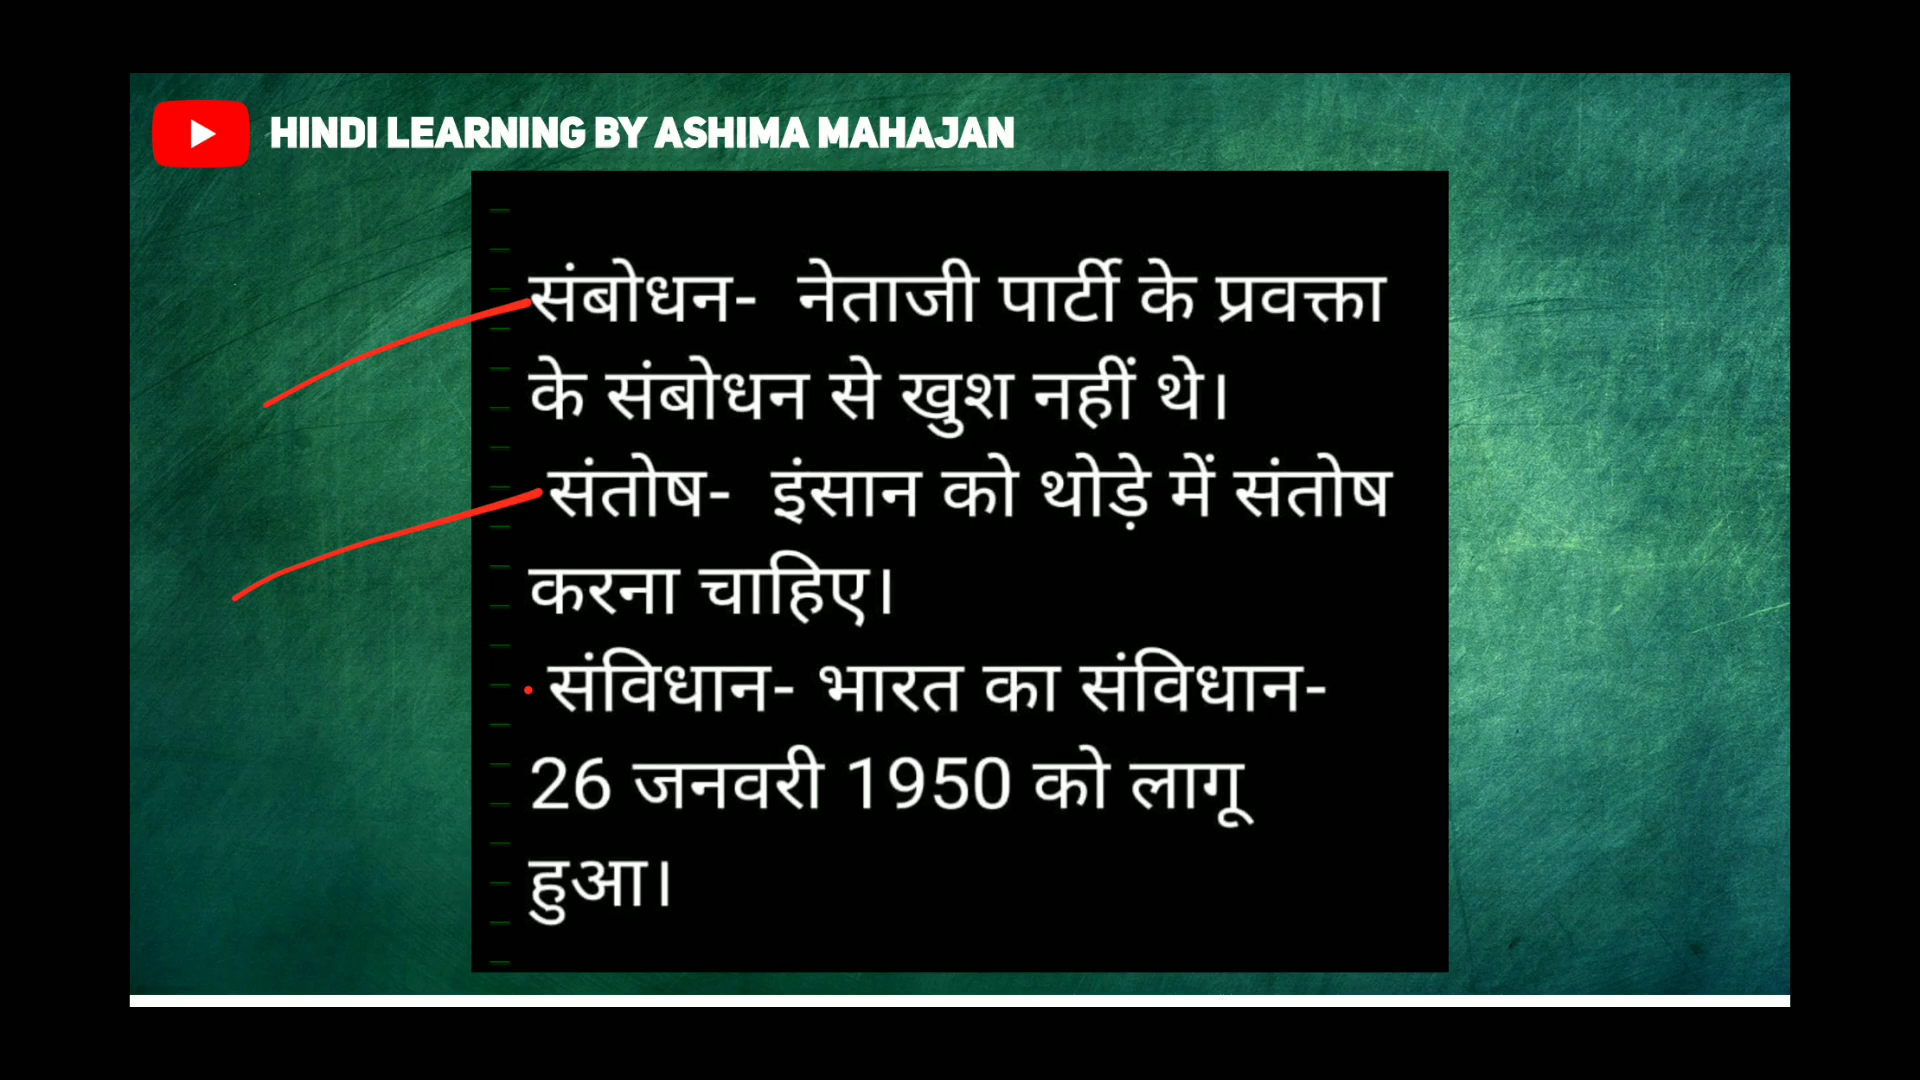 HINDI LEARNING BY ASHIMA MAHAJAN
संबोधन- नेताजी पार्टी के प्रवक्ता
के संबोधन से खुश नहीं थे।
संतोष- इंसान को थोड़े में संतोष
करना चाहिए।
संविधान- भारत का संविधान-
26 जनवरी 1950 को लागू
हुआ।